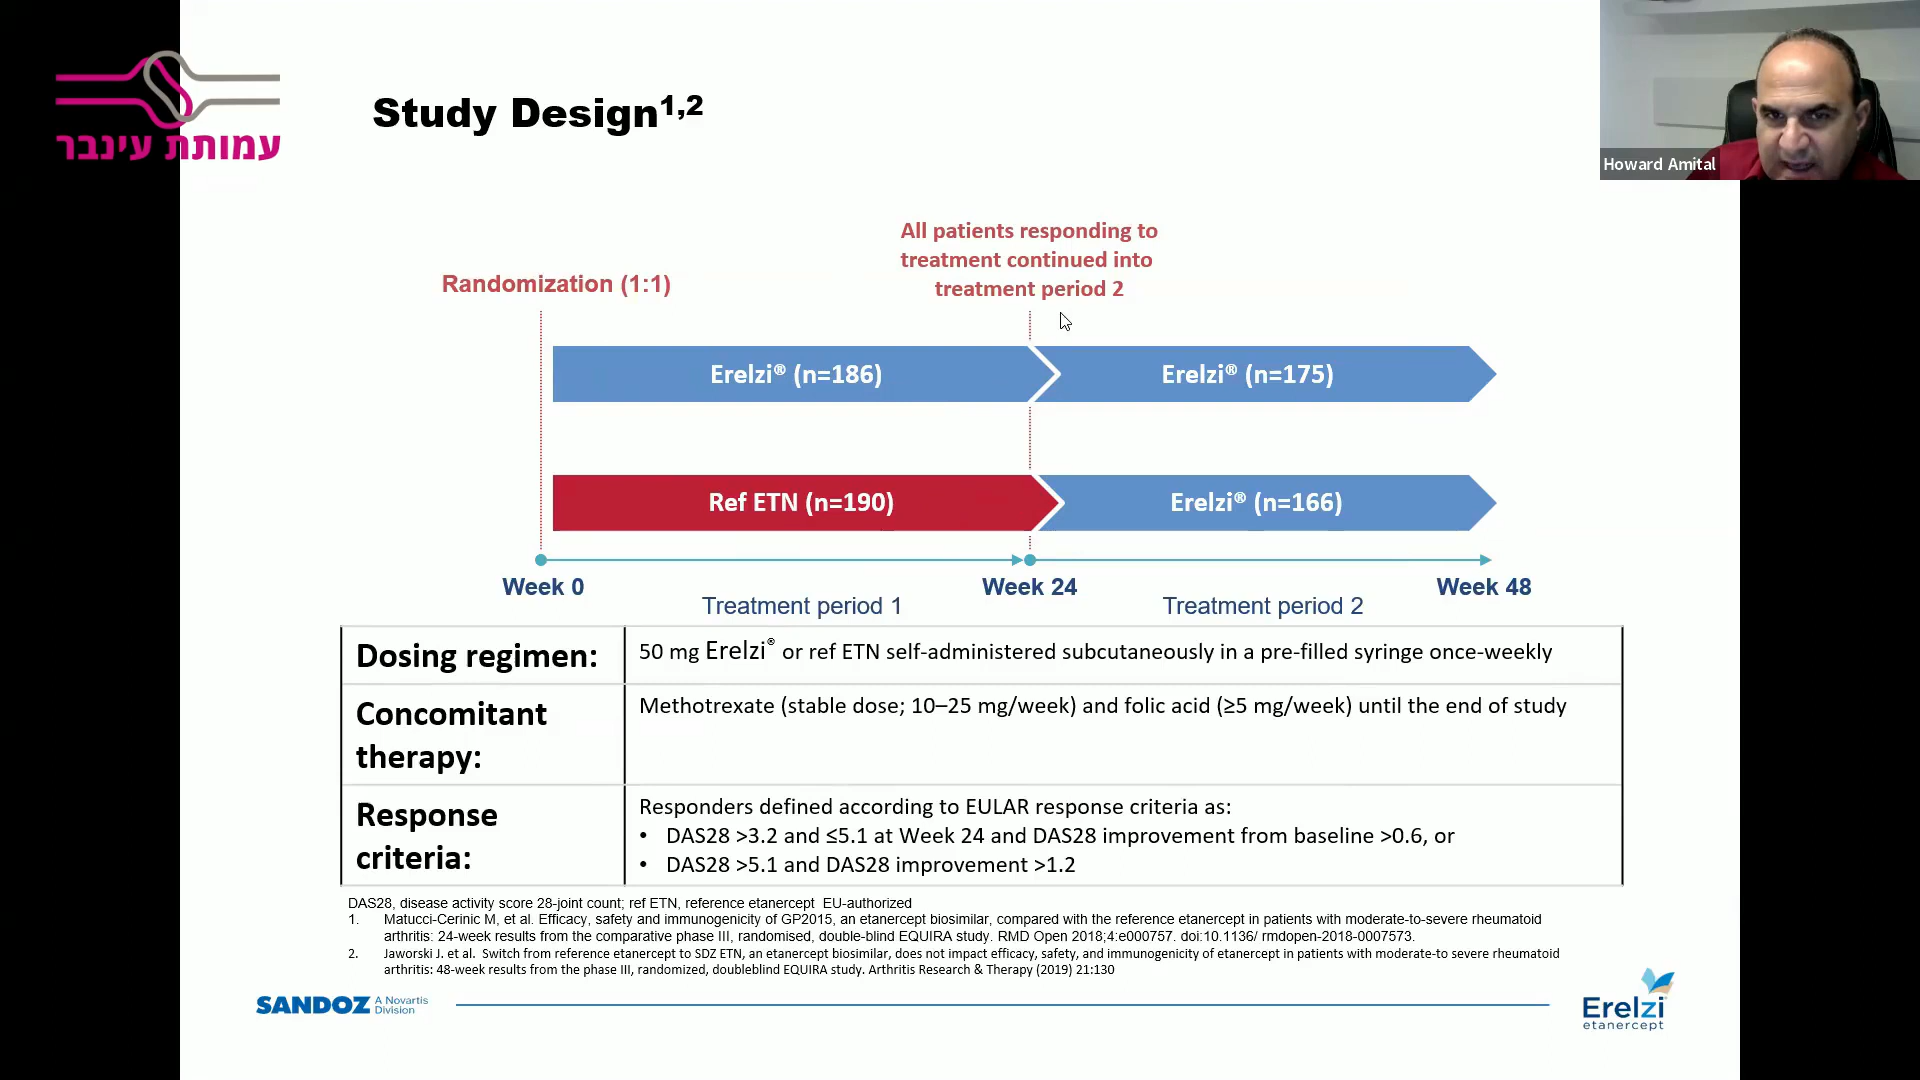 עמותת עינבר
Study Design1,2
Howard Amital
All patients responding to
treatment continued into
treatment period 2
Randomization (1:1)
Erelzi® (n=186)
Erelzi® (n=175)
Ref ETN (n=190)
Erelzi® (n=166)
Week 0
Week 24
Week 48
Treatment period 1
Treatment period 2
Dosing regimen:
50 mg Erelzi® or ref ETN self-administered subcutaneously in a pre-filled syringe once-weekly
Concomitant
therapy:
Methotrexate (stable dose; 10–25 mg/week) and folic acid (≥5 mg/week) until the end of study
Response
criteria:
Responders defined according to EULAR response criteria as:
• DAS28 >3.2 and ≤5.1 at Week 24 and DAS28 improvement from baseline >0.6, or
• DAS28 >5.1 and DAS28 improvement >1.2
DAS28, disease activity score 28-joint count; ref ETN, reference etanercept EU-authorized
1. Matucci-Cerinic M, et al. Efficacy, safety and immunogenicity of GP2015, an etanercept biosimilar, compared with the reference etanercept in patients with moderate-to-severe rheumatoid
arthritis: 24-week results from the comparative phase III, randomised, double-blind EQUIRA study. RMD Open 2018;4:e000757. doi:10.1136/ rmdopen-2018-0007573.
2. Jaworski J. et al. Switch from reference etanercept to SDZ ETN, an etanercept biosimilar, does not impact efficacy, safety, and immunogenicity of etanercept in patients with moderate-to severe rheumatoid
arthritis: 48-week results from the phase III, randomized, doubleblind EQUIRA study. Arthritis Research & Therapy (2019) 21:130
SANDOZ A Novartis
Division
Erelzi
etanercept